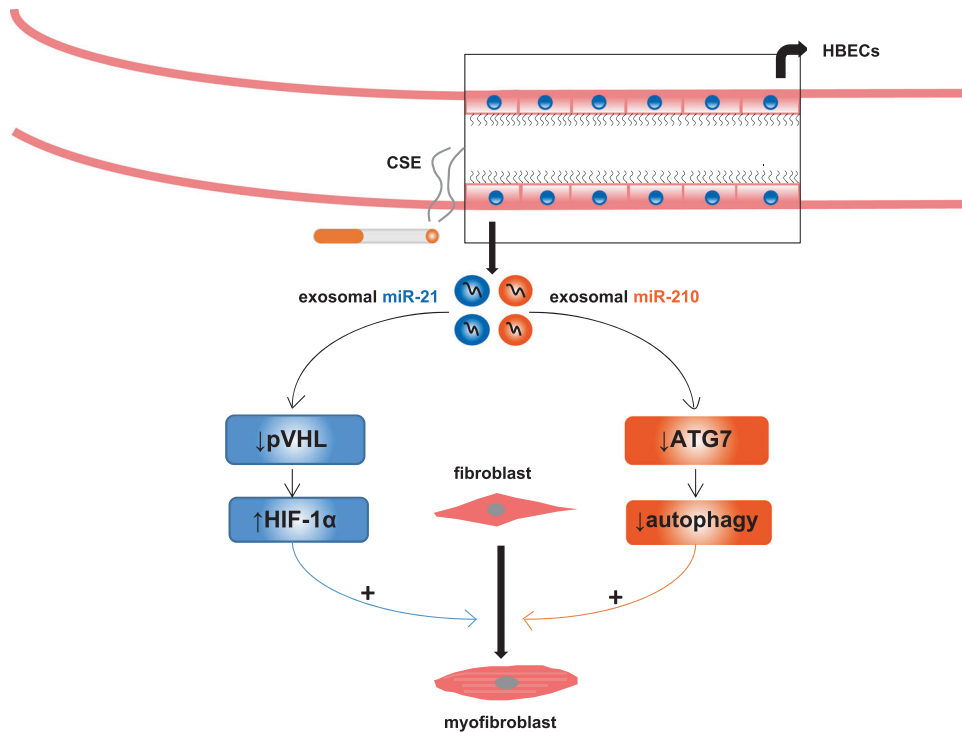 HBECs
CSE
exosomal miR-21
exosomal miR-210
↓pVHL
↓ATG7
fibroblast
↑HIF-1α
↓autophagy
+
+
myofibroblast